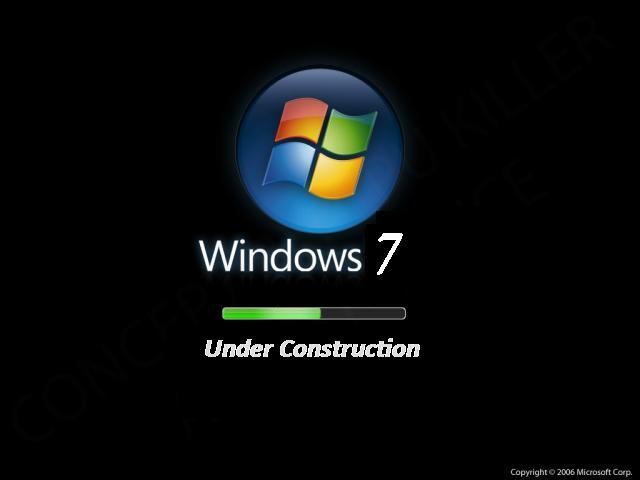 Windows 7
Under Construction
Copyright © 2006 Microsoft Corp.